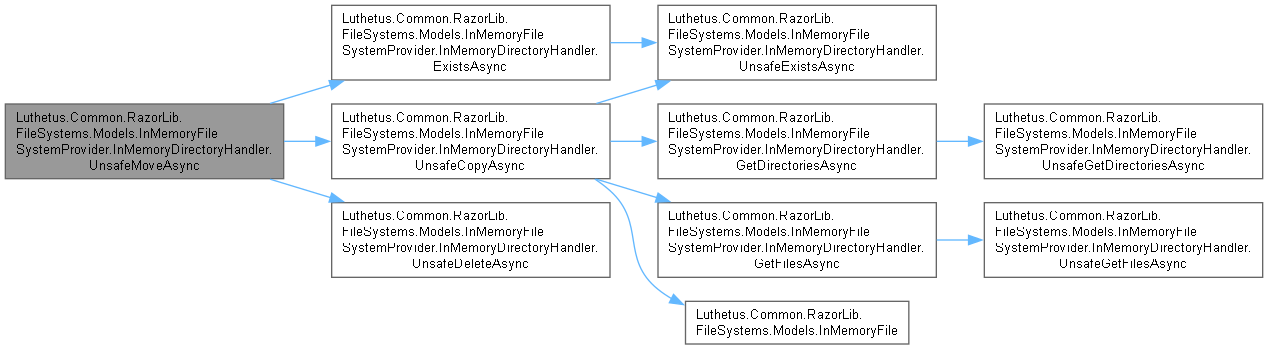 Luthetus.Common.RazorLib.
FileSystems.Models.InMemoryFile
SystemProvider.InMemoryDirectoryHandler.
UnsafeMoveAsync
Luthetus.Common.RazorLib.
FileSystems.Models.InMemoryFile
SystemProvider.InMemoryDirectoryHandler.
ExistsAsync
Luthetus.Common.RazorLib.
FileSystems.Models.InMemoryFile
SystemProvider.InMemoryDirectoryHandler.
UnsafeCopyAsync
Luthetus.Common.RazorLib.
FileSystems.Models.InMemoryFile
SystemProvider.InMemoryDirectoryHandler.
UnsafeDeleteAsync
Luthetus.Common.RazorLib.
FileSystems.Models.InMemoryFile
SystemProvider.InMemoryDirectoryHandler.
UnsafeExistsAsync
Luthetus.Common.RazorLib.
FileSystems.Models.InMemoryFile
SystemProvider.InMemoryDirectoryHandler.
GetDirectoriesAsync
Luthetus.Common.RazorLib.
FileSystems.Models.InMemoryFile
SystemProvider.InMemoryDirectoryHandler.
GetFilesAsync
Luthetus.Common.RazorLib.
FileSystems.Models.InMemoryFile
Luthetus.Common.RazorLib.
FileSystems.Models.InMemoryFile
SystemProvider.InMemoryDirectoryHandler.
UnsafeGetDirectoriesAsync
Luthetus.Common.RazorLib.
FileSystems.Models.InMemoryFile
SystemProvider.InMemoryDirectoryHandler.
UnsafeGetFilesAsync